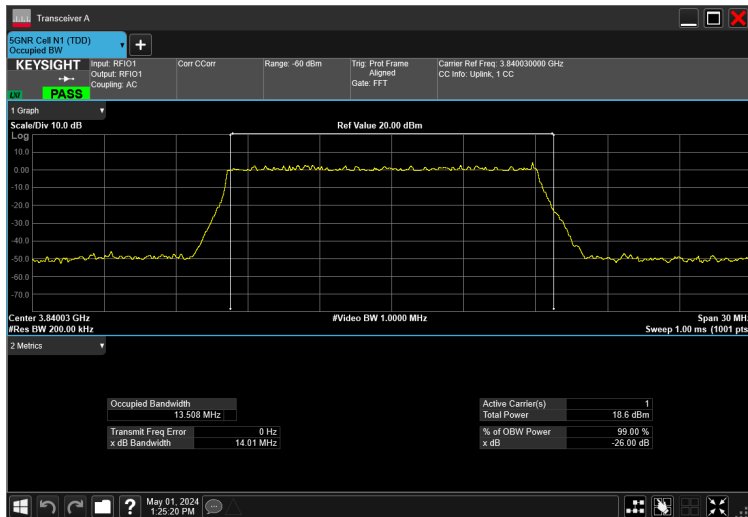 Transceiver A
5GNR Cell N1 (TDD)
Occupied BW
+
KEYSIGHT
LXI
PASS
Input: RFIO1
Output: RFIO1
Coupling: AC
Corr CCorr
Range: -60 dBm
Trig: Prot Frame
Aligned
Gate: FFT
Carrier Ref Freq: 3.840030000 GHz
CC Info: Uplink, 1 CC
1 Graph
Scale/Div 10.0 dB
Ref Value 20.00 dBm
Log
10.0
0.00
-10.0
-20.0
-30.0
-40.0
-50.0
-60.0
-70.0
Center 3.84003 GHz
#Video BW 1.0000 MHz
Span 30 MHz
#Res BW 200.00 kHz
Sweep 1.00 ms (1001 pts
2 Metrics
Occupied Bandwidth
13.508 MHz
Transmit Freq Error 0 Hz
x dB Bandwidth 14.01 MHz
Active Carrier(s) 1
Total Power 18.6 dBm
% of OBW Power 99.00 %
x dB -26.00 dB
?
May 01, 2024
1:25:20 PM